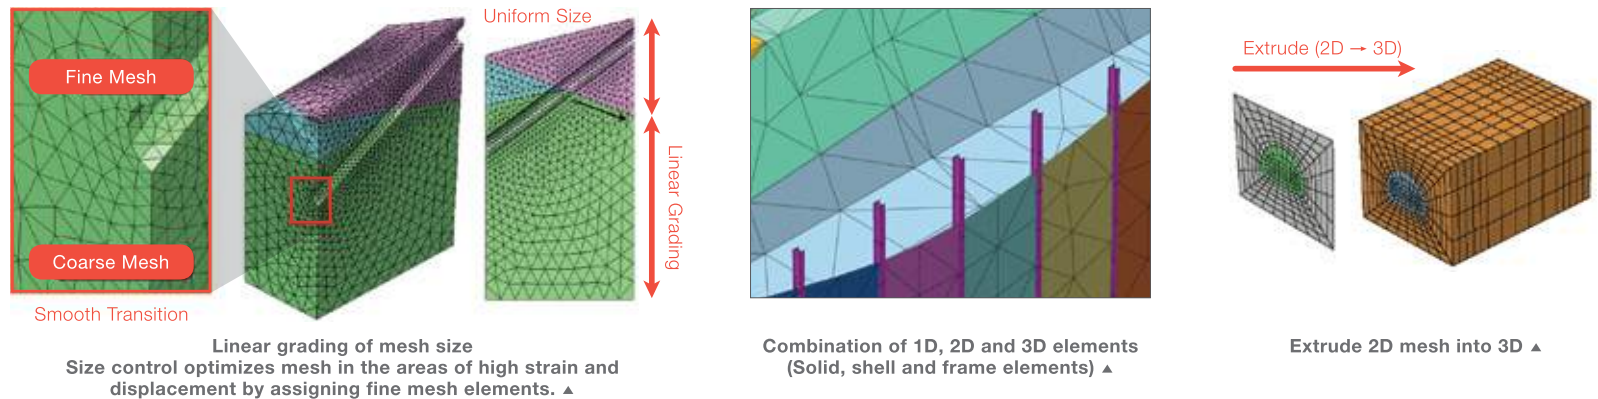 Fine Mesh
Coarse Mesh
Smooth Transition
Uniform Size
Linear Grading
Linear grading of mesh size
Size control optimizes mesh in the areas of high strain and
displacement by assigning fine mesh elements. ▲
Combination of 1D, 2D and 3D elements
(Solid, shell and frame elements) ▲
Extrude (2D → 3D)
Extrude 2D mesh into 3D ▲